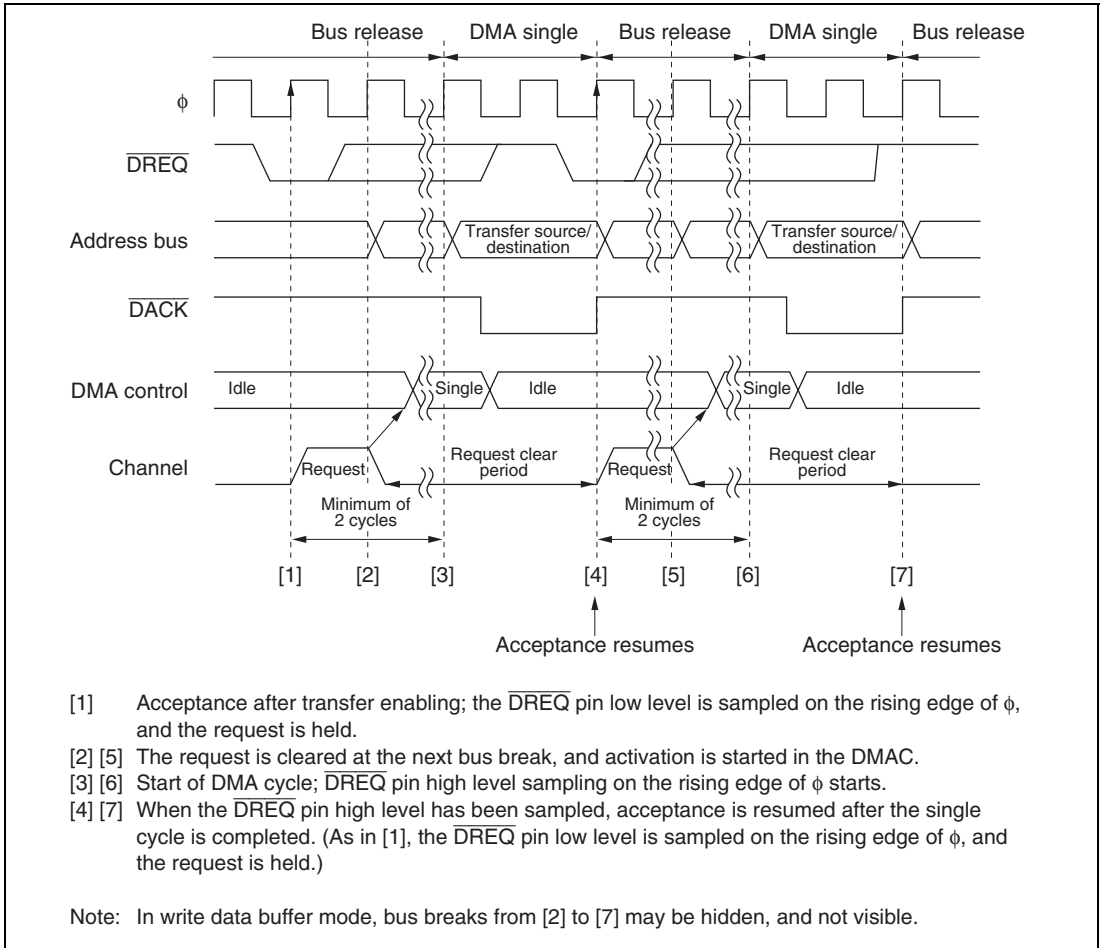 Bus release DMA single Bus release DMA single Bus release
φ
DREQ
Address bus
Transfer source/ Transfer source/
destination destination
DACK
DMA control Idle Single Idle Single Idle
Channel
Request Request clear Request Request clear
period period
Minimum of Minimum of
2 cycles 2 cycles
[1] [2] [3] [4] [5] [6] [7]
Acceptance resumes Acceptance resumes
[1] Acceptance after transfer enabling; the DREQ pin low level is sampled on the rising edge of φ,
and the request is held.
[2] [5] The request is cleared at the next bus break, and activation is started in the DMAC.
[3] [6] Start of DMA cycle; DREQ pin high level sampling on the rising edge of φ starts.
[4] [7] When the DREQ pin high level has been sampled, acceptance is resumed after the single
cycle is completed. (As in [1], the DREQ pin low level is sampled on the rising edge of φ, and
the request is held.)
Note: In write data buffer mode, bus breaks from [2] to [7] may be hidden, and not visible.